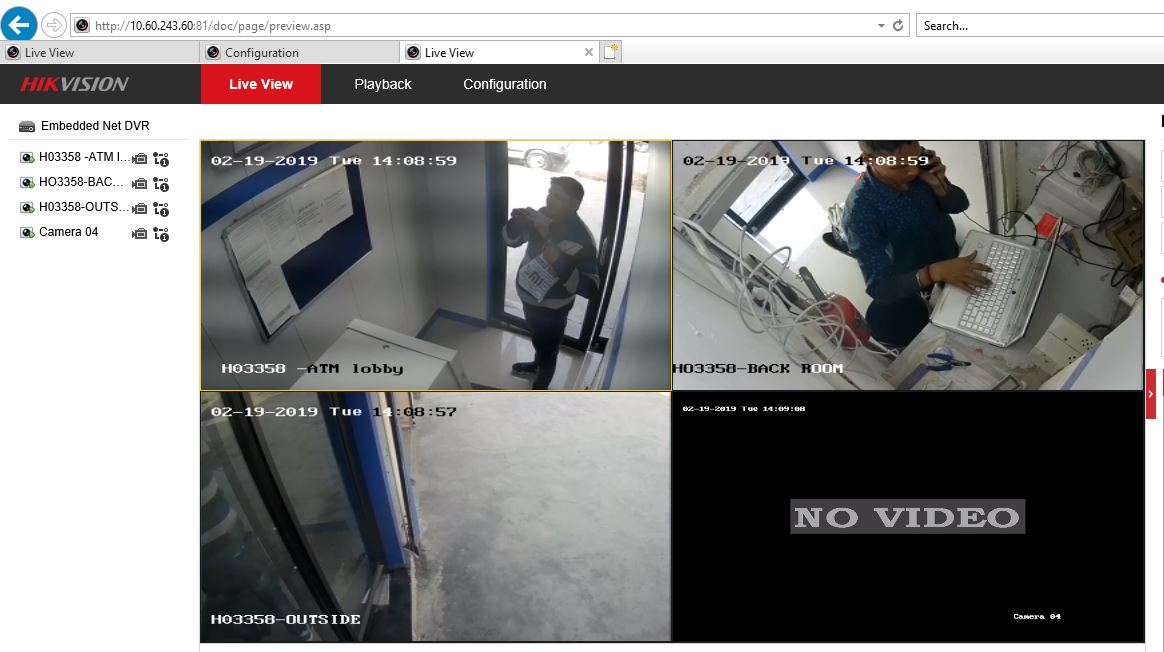 http://10.60.243.60:81/doc/page/preview.asp
Search...
Live View
Configuration
Live View
HIKVISION
Live View
Playback
Configuration
Embedded Net DVR
H03358 -ATM l...
HO3358-BAC...
H03358-OUTS...
Camera 04
02-19-2019 Tue 14:08:59
H03358 -ATM lobby
02-19-2019 Tue 14:08:59
HO3358-BACK ROOM
02-19-2019 Tue 14:08:57
H03358-OUTSIDE
02-19-2019 Tue 14:09:08
NO VIDEO
Camera 04